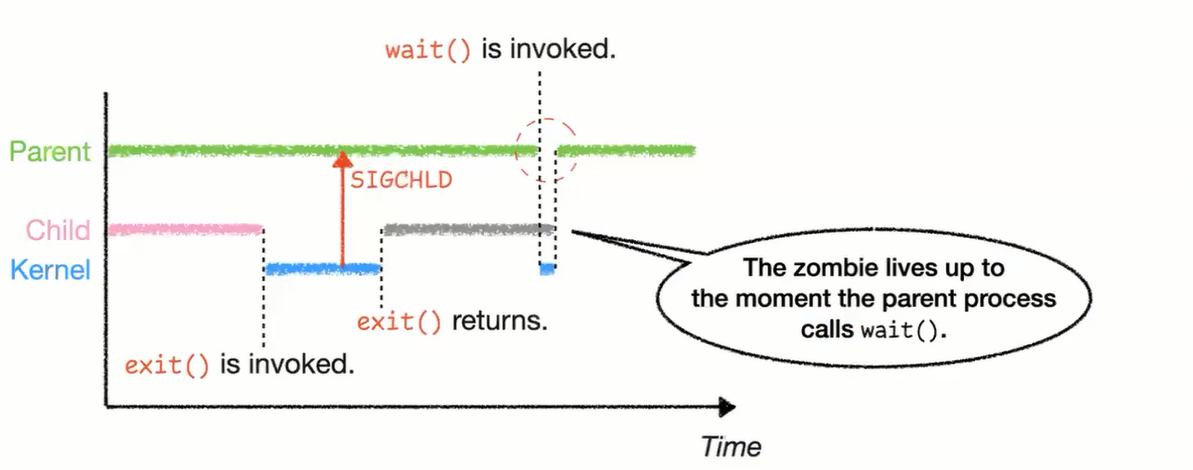 wait() is invoked.
Parent
SIGCHLD
Child
Kernel
The zombie lives up to
the moment the parent process
calls wait().
exit() returns.
exit() is invoked.
Time